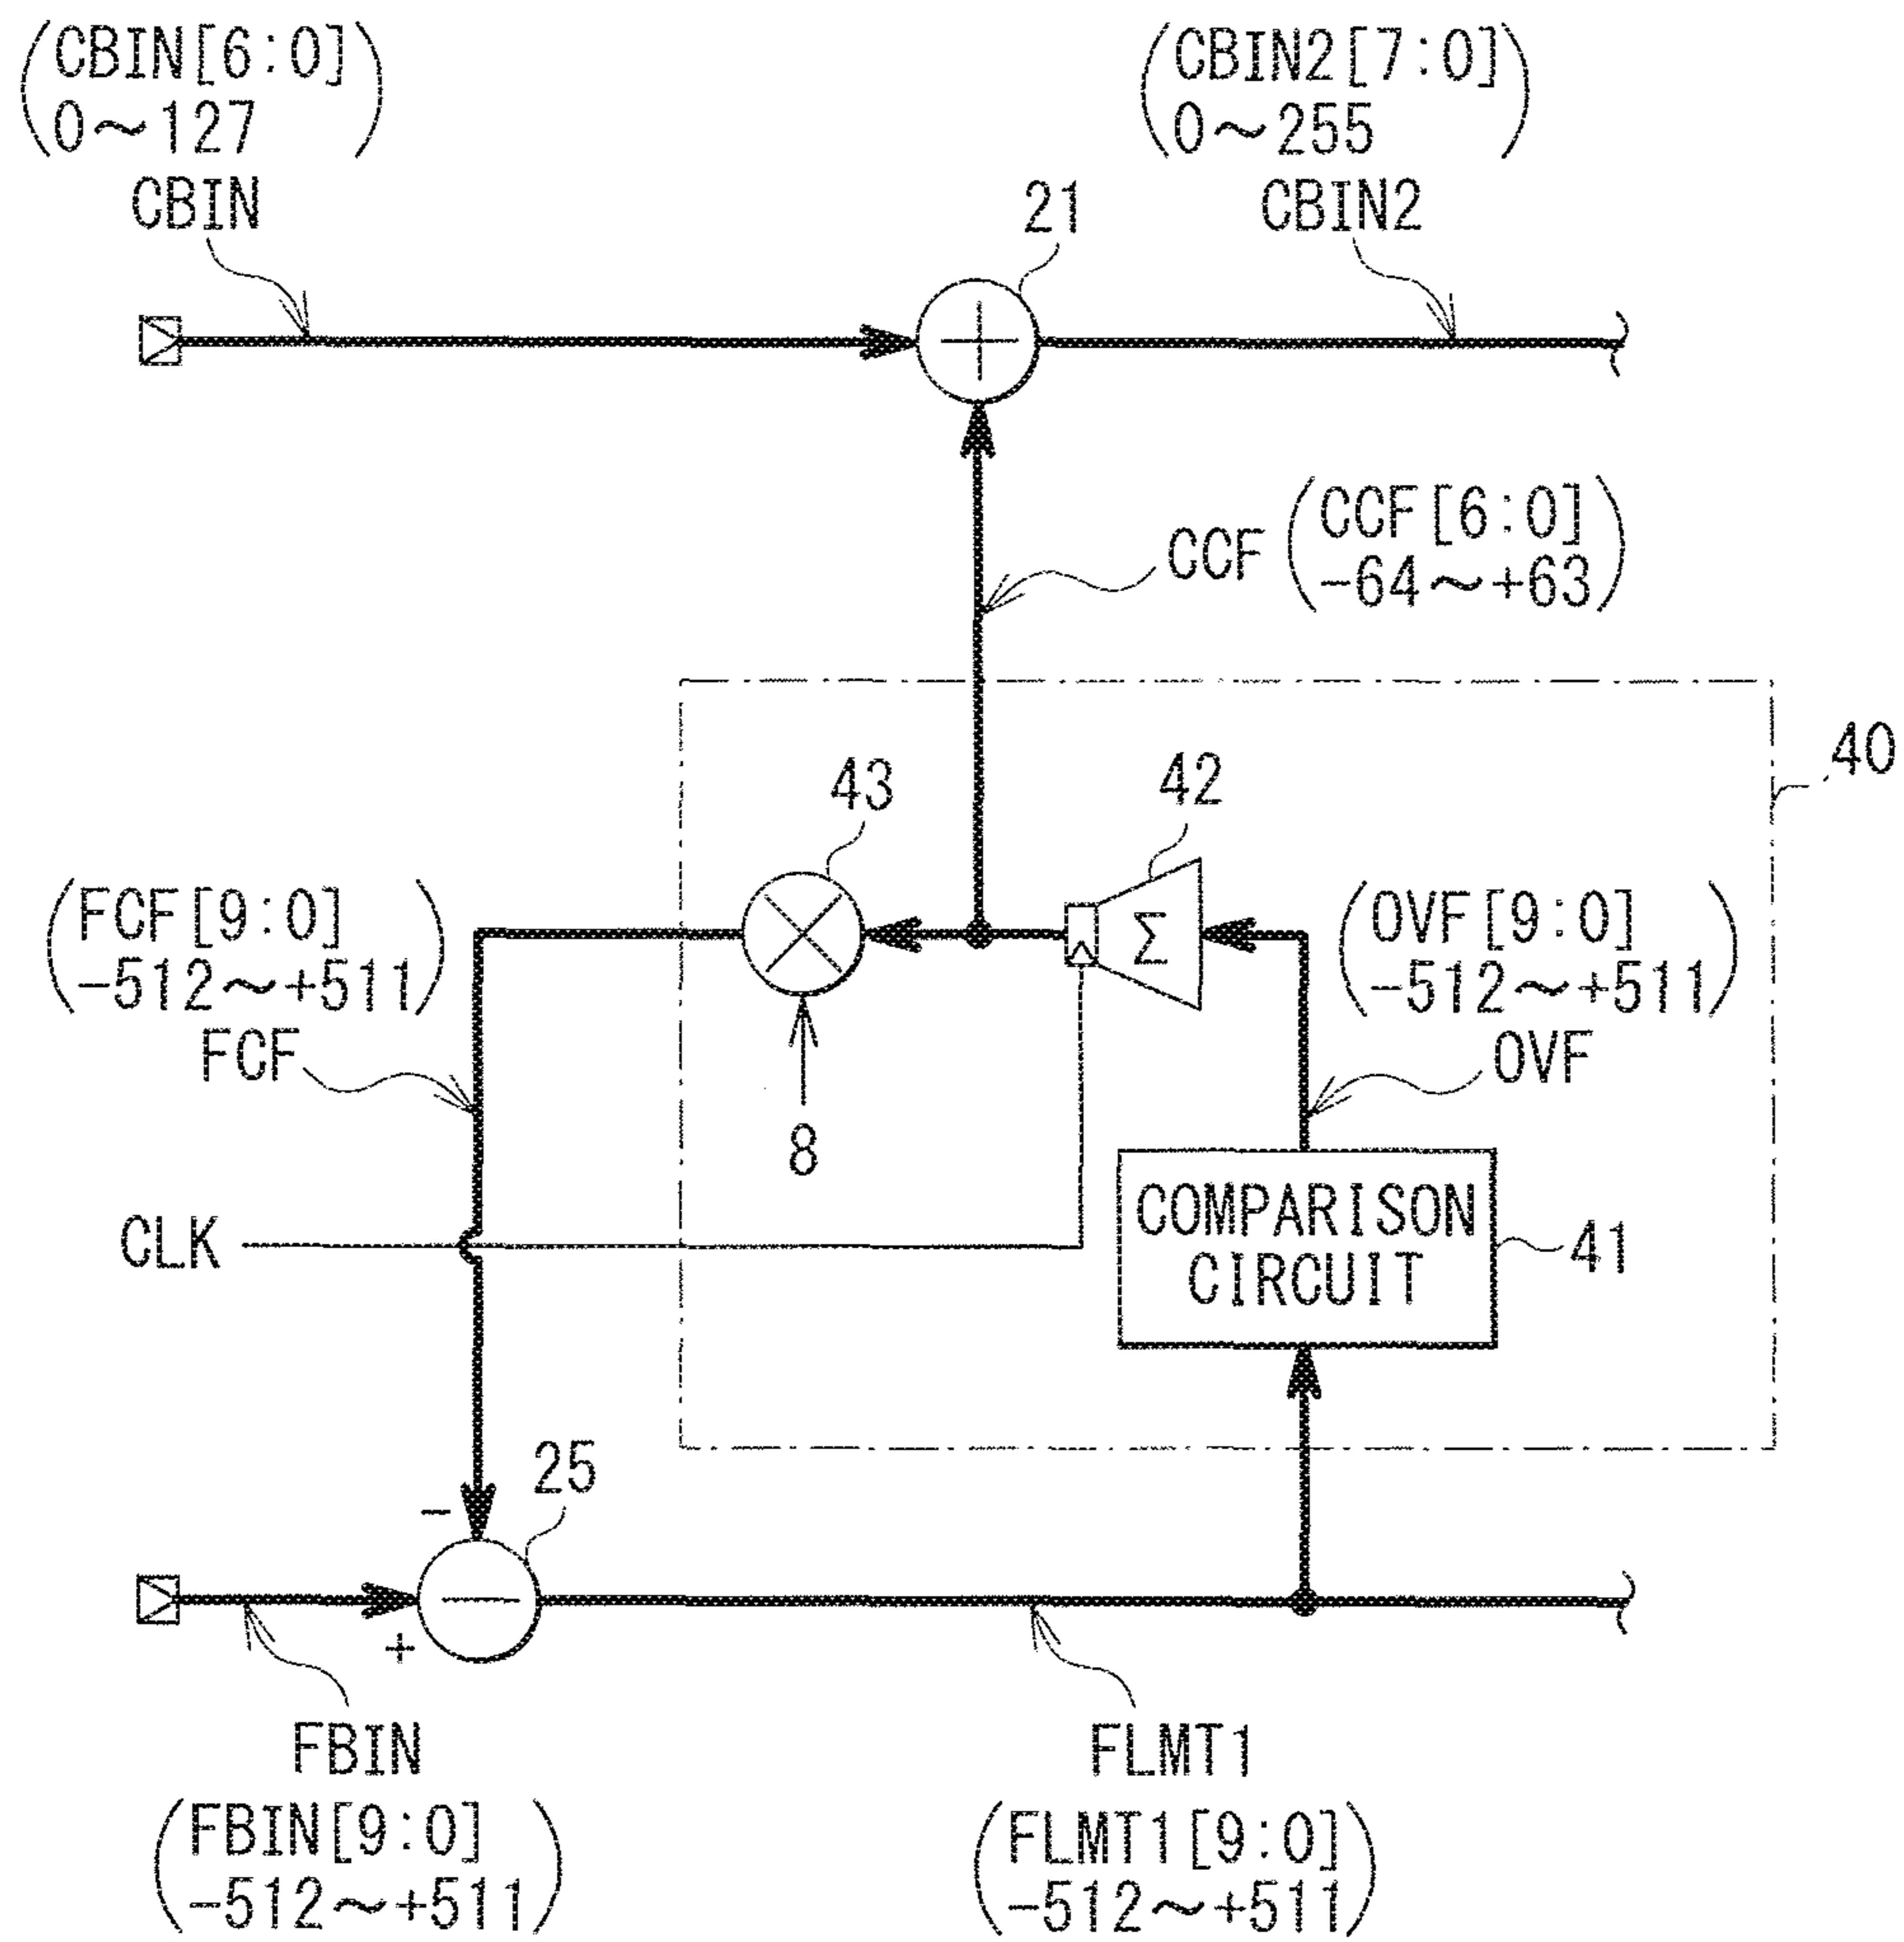 CBIN[6:0]
0～127
CBIN
CBIN2[7:0]
0～255
CBIN2
21
+
CCF
CCF[6:0]
-64～+63
40
43
42
Σ
FCF[9:0]
-512～+511
FCF
OVF[9:0]
-512～+511
OVF
8
CLK
COMPARISON
CIRCUIT
41
25
-
+
FBIN
FBIN[9:0]
-512～+511
FLMT1
FLMT1[9:0]
-512～+511